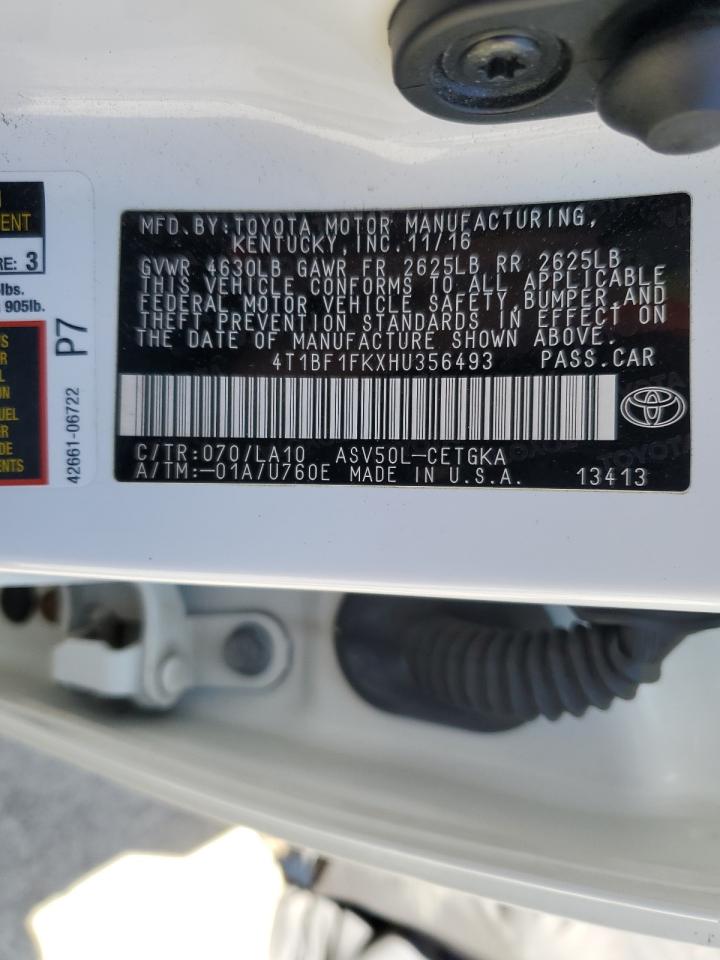 ENT
RE: 3
lbs.
905lb.
P7
42661-06722
UEL
ENTS
MFD.BY:TOYOTA MOTOR MANUFACTURING,
KENTUCKY,INC.11/16
GVWR 4630LB GAWR FR 2625LB RR 2625LB
THIS VEHICLE CONFORMS TO ALL APPLICABLE
FEDERAL MOTOR VEHICLE SAFETY,BUMPER,AND
THEFT PREVENTION STANDARDS IN EFFECT ON
THE DATE OF MANUFACTURE SHOWN ABOVE.
4T1BF1FKXHU356493 PASS.CAR
C/TR:070/LA10 ASV50L-CETGKA
A/TM:-01A/U760E MADE IN U.S.A. 13413